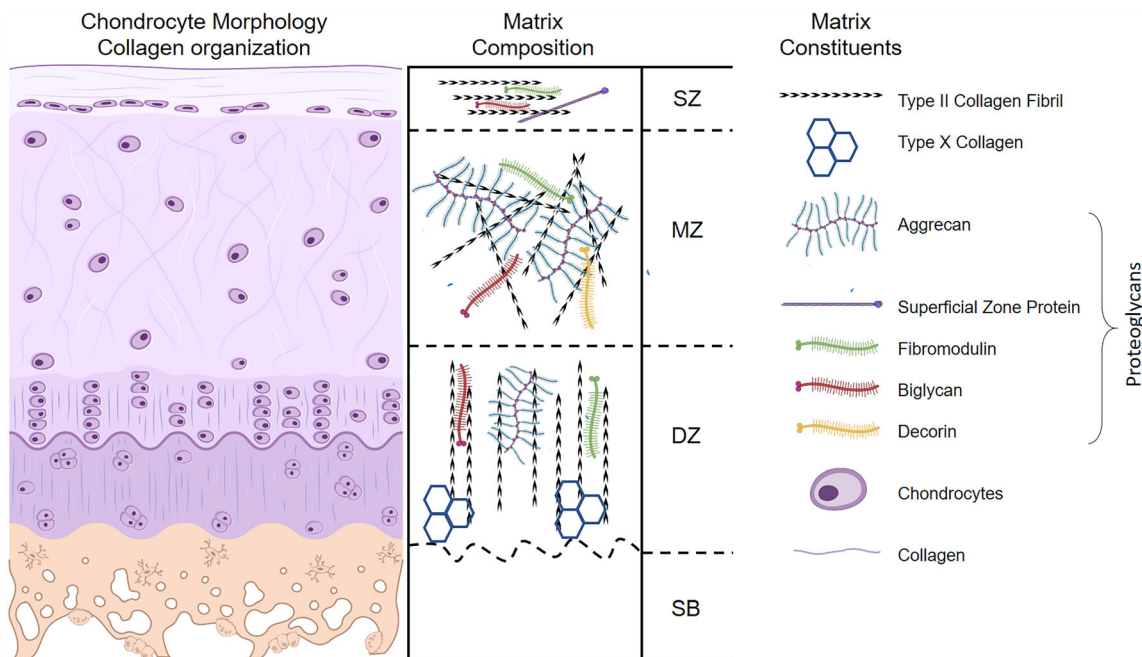 Chondrocyte Morphology
Collagen organization
Matrix
Composition
Matrix
Constituents
SZ
MZ
DZ
SB
Type II Collagen Fibril
Type X Collagen
Aggrecan
Superficial Zone Protein
Fibromodulin
Biglycan
Decorin
Proteoglycans
Chondrocytes
Collagen